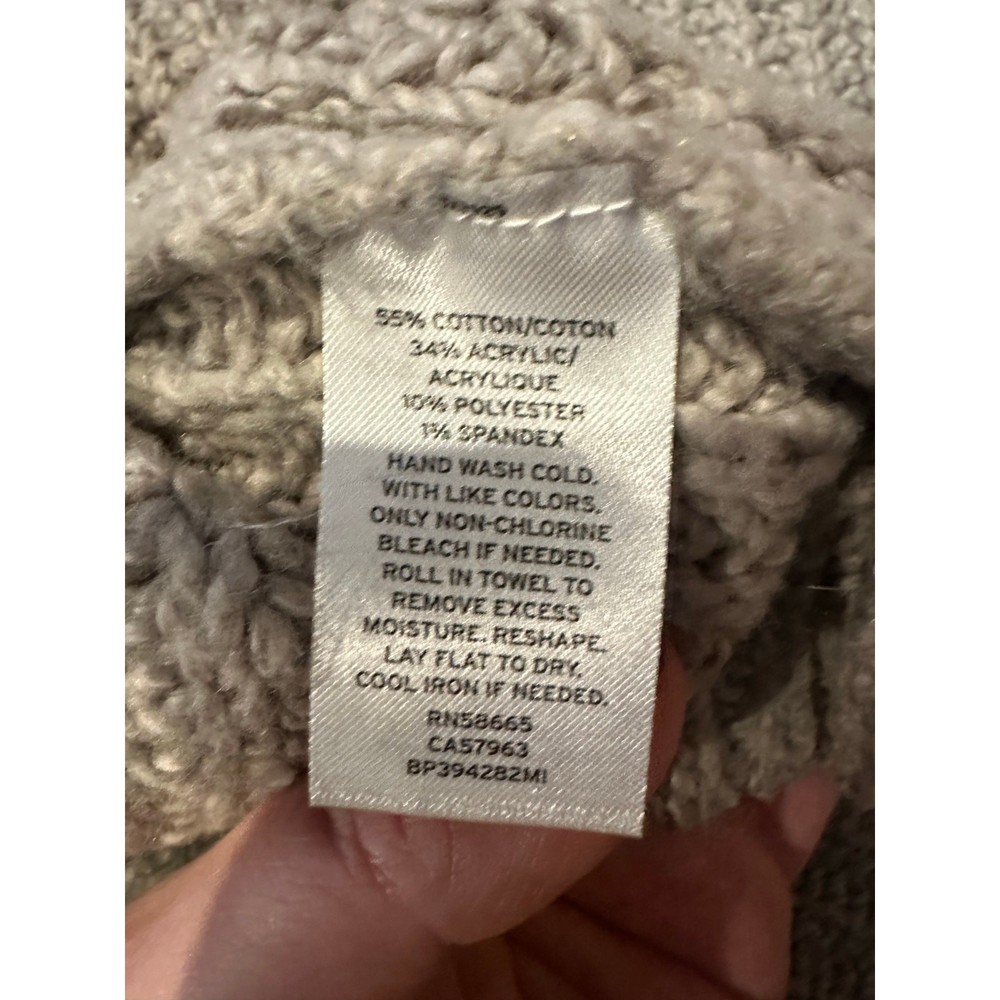 55% COTTON/COTON
34% ACRYLIC/
ACRYLIQUE
10% POLYESTER
1% SPANDEX
HAND WASH COLD.
WITH LIKE COLORS.
ONLY NON-CHLORINE
BLEACH IF NEEDED.
ROLL IN TOWEL TO
REMOVE EXCESS
MOISTURE. RESHAPE.
LAY FLAT TO DRY.
COOL IRON IF NEEDED.
RN58665
CA57963
BP394282MI